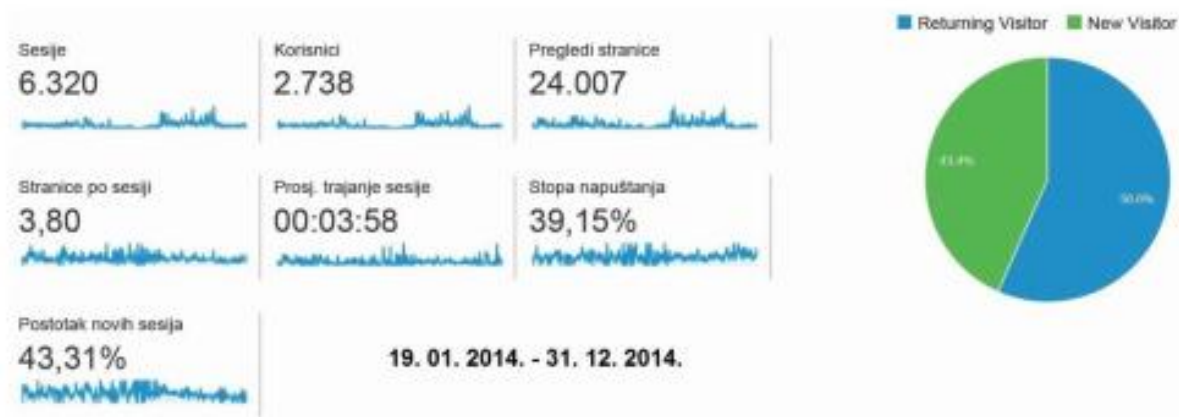 Returning Visitor New Visitor
Sesije
6.320
Korisnici
2.738
Pregledi stranice
24.007
Stranice po sesiji
3,80
Prosj. trajanje sesije
00:03:58
Stopa napuštanja
39,15%
43.4%
Postotak novih sesija
43,31%
19. 01. 2014. - 31. 12. 2014.